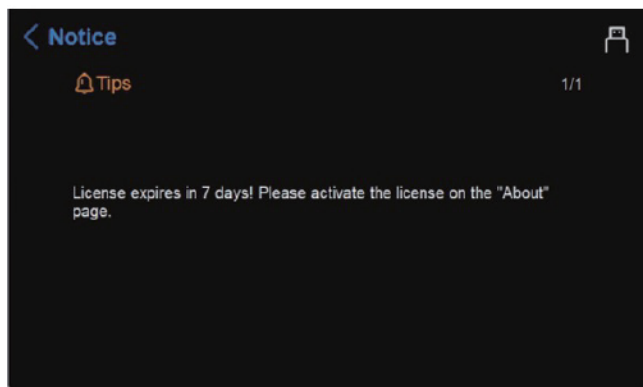 Notice
Tips
1/1
License expires in 7 days! Please activate the license on the "About"
page.